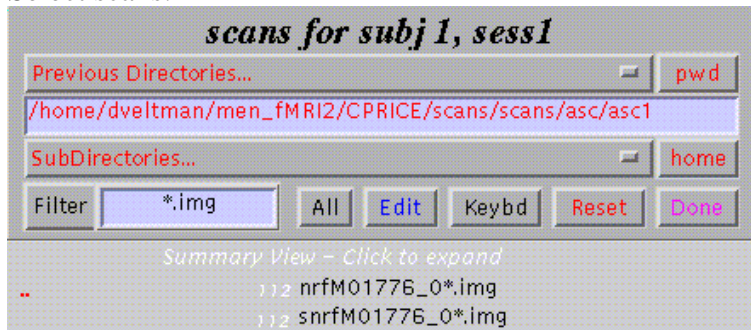 scans for subj 1, sess1
Previous Directories... pwd
/home/dveltman/men_fMRI2/CPRICE/scans/scans/asc/asc1
SubDirectories... home
Filter *.img All Edit Keybd Reset Done
Summary View – Click to expand
.. 112 nrfM01776_0*.img
112 snrfM01776_0*.img